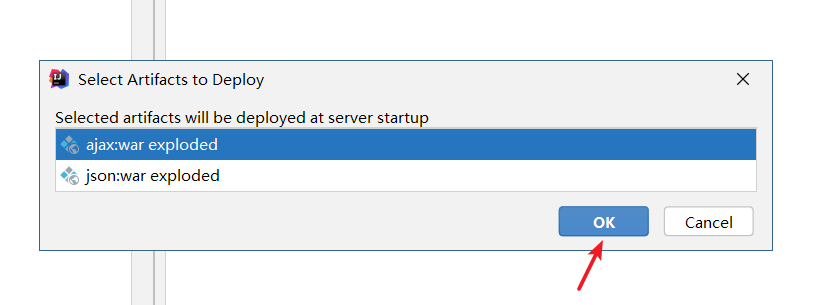 Select Artifacts to Deploy
Selected artifacts will be deployed at server startup
ajax:war exploded
json:war exploded
OK Cancel